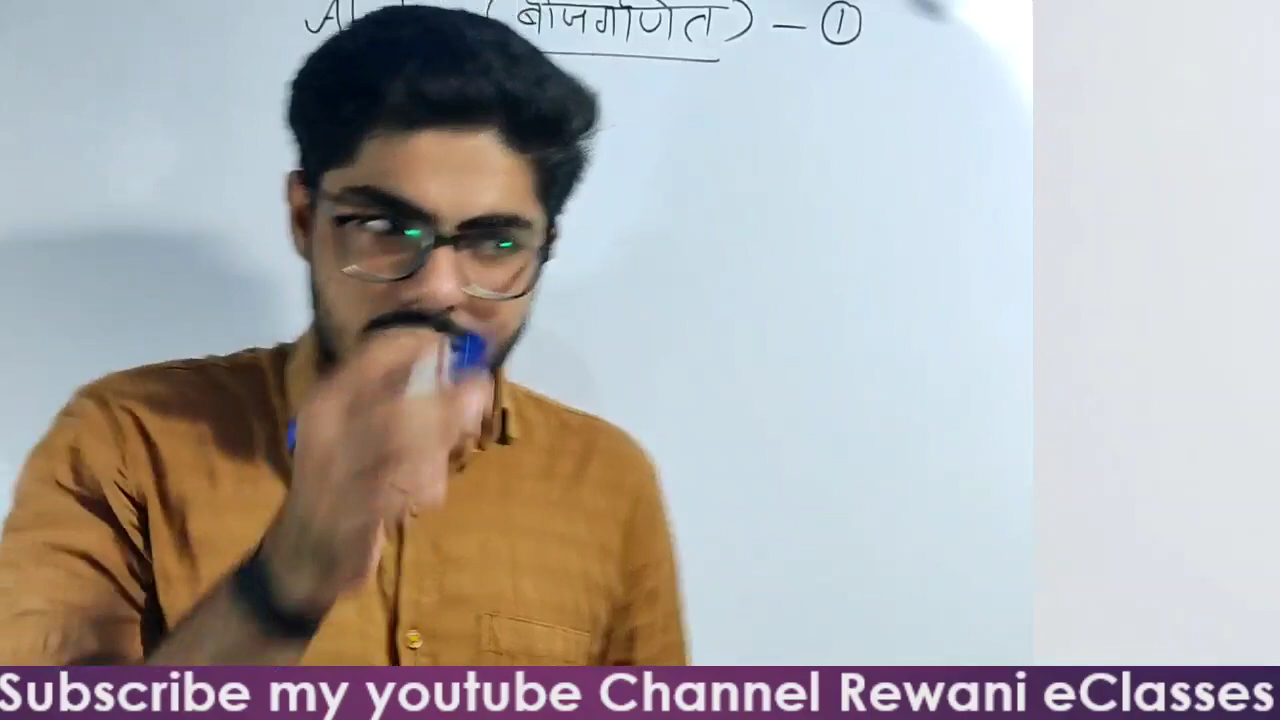 (बीजगणित) - ①
Subscribe my youtube Channel Rewani eClasses